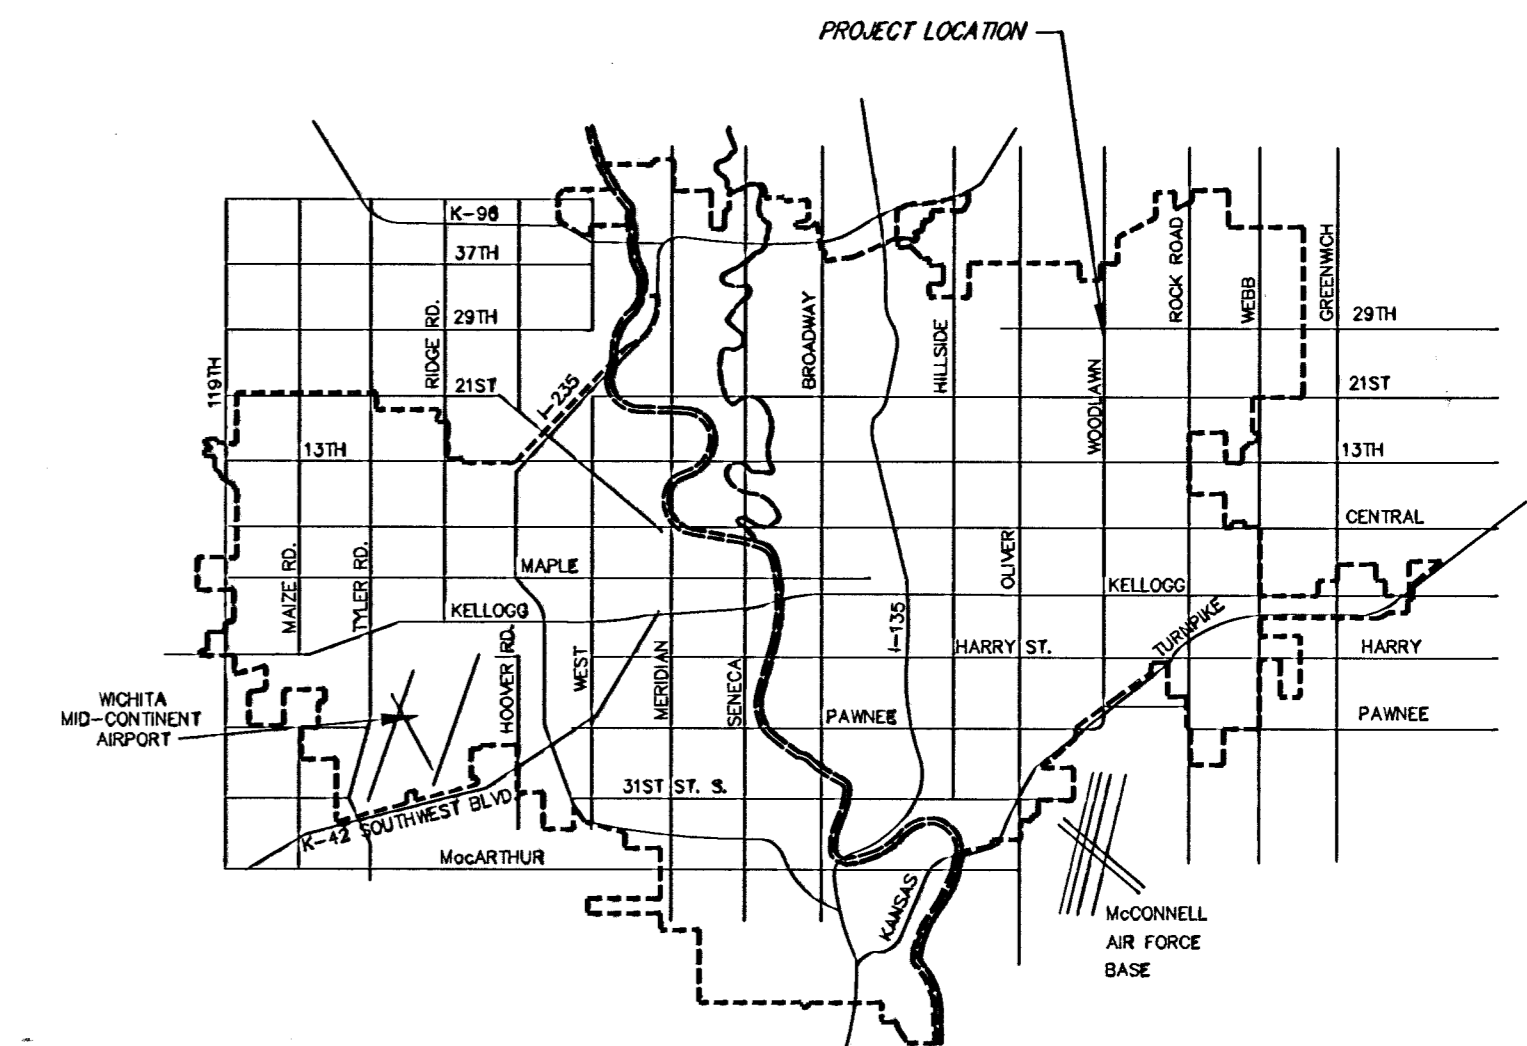 PROJECT LOCATION
K-96
37TH
29TH
21ST
13TH
119TH
RIDGE RD.
I-235
BROADWAY
HILLSIDE
WOODLAWN
ROCK ROAD
WEBB
GREENWICH
29TH
21ST
13TH
CENTRAL
MAIZE RD.
TYLER RD.
MAPLE
KELLOGG
OLIVER
KELLOGG
I-135
HARRY ST.
TURNPIKE
HARRY
HOOVER RD.
WEST
MERIDIAN
SENECA
PAWNEE
PAWNEE
WICHITA
MID-CONTINENT
AIRPORT
31ST ST. S.
K-42 SOUTHWEST BLVD.
MacARTHUR
KANSAS
McCONNELL
AIR FORCE
BASE